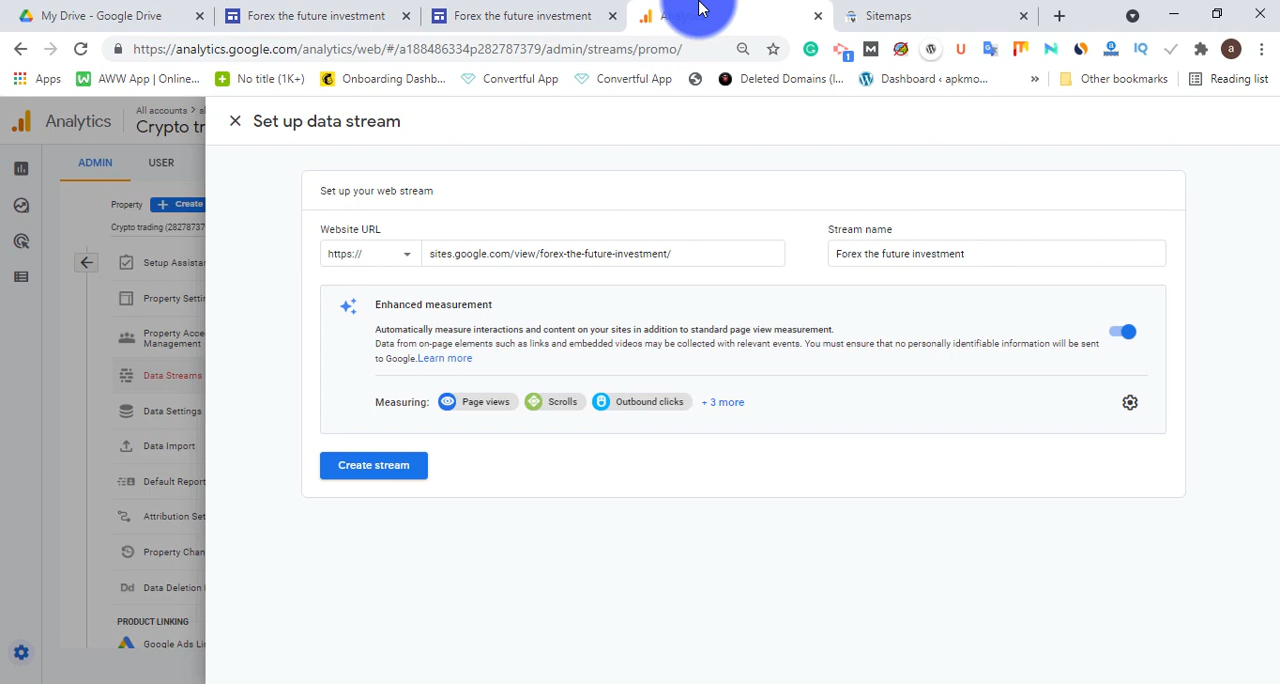 My Drive - Google Drive
Forex the future investment
Forex the future investment
Sitemaps
https://analytics.google.com/analytics/web/#/a188486334p282787379/admin/streams/promo/
1
M
U
IQ
a
Apps
AWW App | Online...
No title (1K+)
Onboarding Dashb...
Convertful App
Convertful App
Deleted Domains (I...
Dashboard ‹ apkmo...
»
Other bookmarks
Reading list
Analytics
All accounts >
Crypto tr
Set up data stream
ADMIN
USER
Property
Create
Crypto trading (28278737
Setup Assistan
Property Setti
Property Acce
Management
Data Streams
Data Settings
Data Import
Default Report
Attribution Set
Property Chan
Dd Data Deletion
PRODUCT LINKING
Google Ads Li
Set up your web stream
Website URL
Stream name
https://
sites.google.com/view/forex-the-future-investment/
Forex the future investment
Enhanced measurement
Automatically measure interactions and content on your sites in addition to standard page view measurement.
Data from on-page elements such as links and embedded videos may be collected with relevant events. You must ensure that no personally identifiable information will be sent
to Google.Learn more
Measuring:
Page views
Scrolls
Outbound clicks
+ 3 more
Create stream